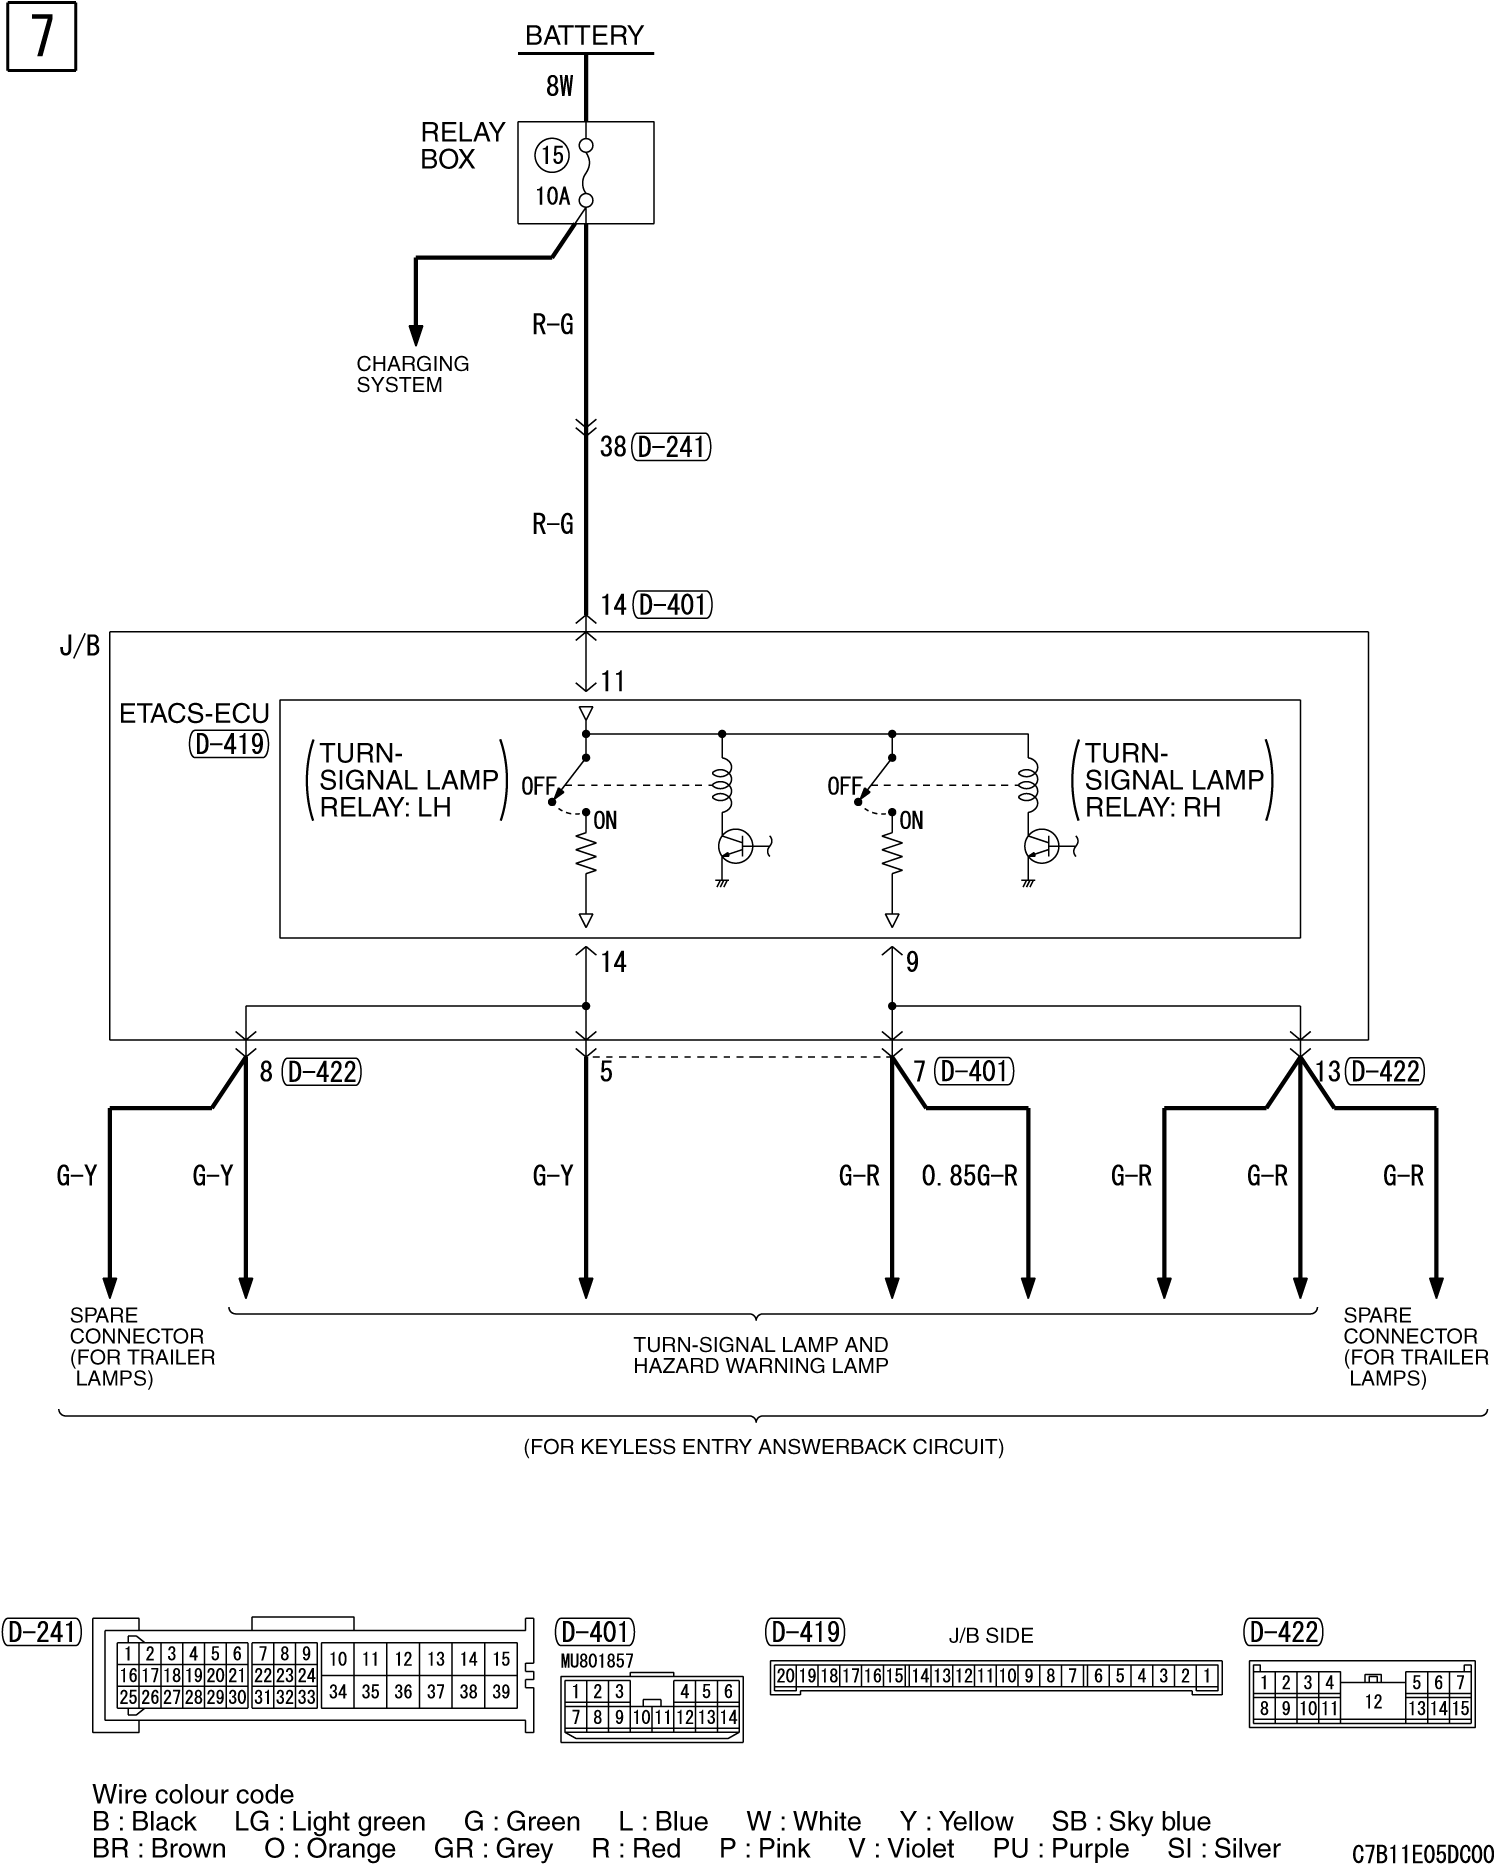 7
BATTERY
8W
RELAY
BOX
15
10A
CHARGING
SYSTEM
R-G
38 D-241
R-G
14 D-401
J/B
11
ETACS-ECU
D-419
(TURN-
SIGNAL LAMP
RELAY: LH)
OFF
ON
OFF
ON
(TURN-
SIGNAL LAMP
RELAY: RH)
14
9
8 D-422
5
7 D-401
13 D-422
G-Y
G-Y
G-Y
G-R
0.85G-R
G-R
G-R
G-R
SPARE
CONNECTOR
(FOR TRAILER
LAMPS)
TURN-SIGNAL LAMP AND
HAZARD WARNING LAMP
SPARE
CONNECTOR
(FOR TRAILER
LAMPS)
(FOR KEYLESS ENTRY ANSWERBACK CIRCUIT)
D-241
1 2 3 4 5 6 7 8 9 10 11 12 13 14 15
16 17 18 19 20 21 22 23 24
25 26 27 28 29 30 31 32 33 34 35 36 37 38 39
D-401
MU801857
1 2 3 4 5 6
7 8 9 10 11 12 13 14
D-419
J/B SIDE
20 19 18 17 16 15 14 13 12 11 10 9 8 7 6 5 4 3 2 1
D-422
1 2 3 4 5 6 7
8 9 10 11 12 13 14 15
Wire colour code
B : Black LG : Light green G : Green L : Blue W : White Y : Yellow SB : Sky blue
BR : Brown O : Orange GR : Grey R : Red P : Pink V : Violet PU : Purple SI : Silver
C7B11E05DC00